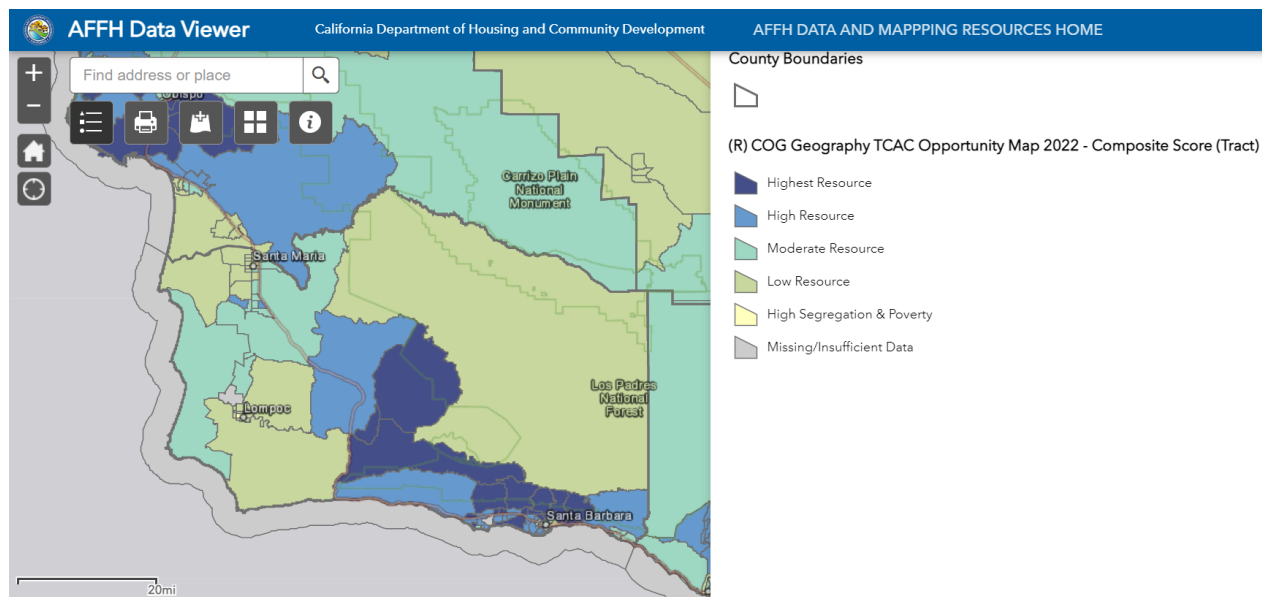 AFFH Data Viewer
California Department of Housing and Community Development
AFFH DATA AND MAPPPING RESOURCES HOME
+
Find address or place
−
Obispo
i
Carrizo Plain
National
Monument
Santa Maria
Los Padres
National
Forest
Lompoc
Santa Barbara
20mi
County Boundaries
(R) COG Geography TCAC Opportunity Map 2022 - Composite Score (Tract)
Highest Resource
High Resource
Moderate Resource
Low Resource
High Segregation & Poverty
Missing/Insufficient Data